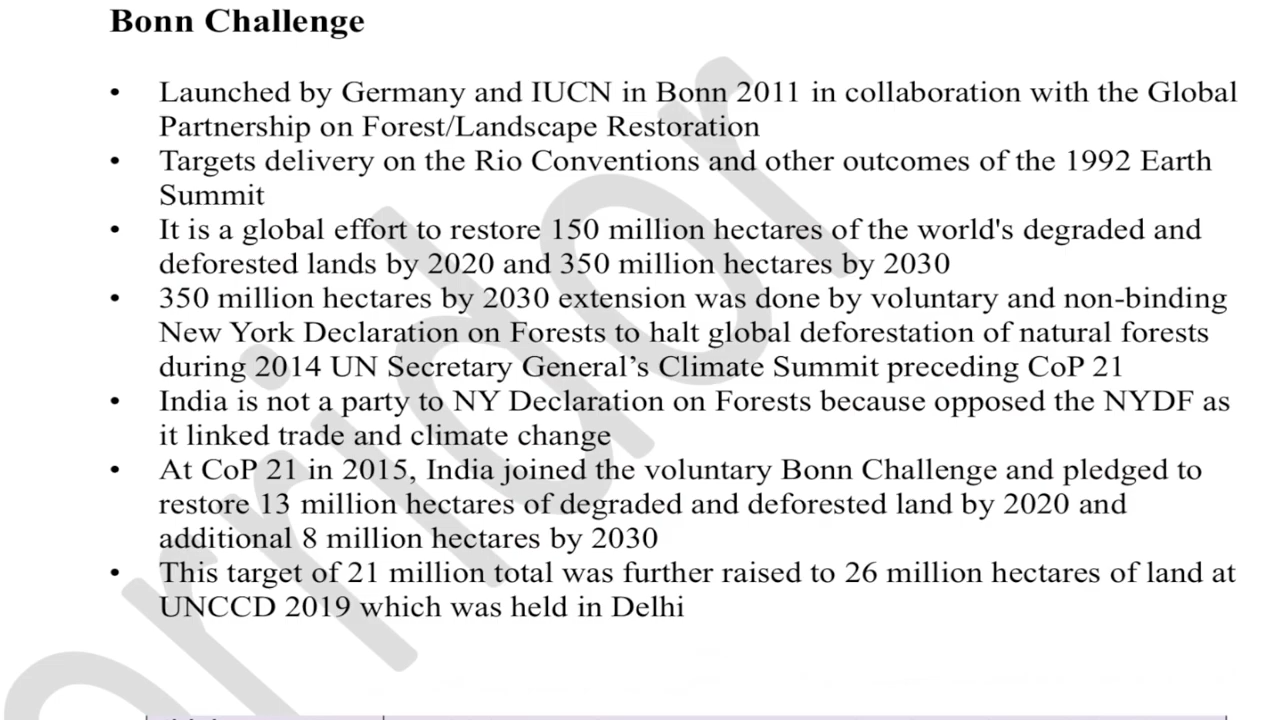 Bonn Challenge
• Launched by Germany and IUCN in Bonn 2011 in collaboration with the Global
Partnership on Forest/Landscape Restoration
• Targets delivery on the Rio Conventions and other outcomes of the 1992 Earth
Summit
• It is a global effort to restore 150 million hectares of the world's degraded and
deforested lands by 2020 and 350 million hectares by 2030
• 350 million hectares by 2030 extension was done by voluntary and non-binding
New York Declaration on Forests to halt global deforestation of natural forests
during 2014 UN Secretary General’s Climate Summit preceding CoP 21
• India is not a party to NY Declaration on Forests because opposed the NYDF as
it linked trade and climate change
• At CoP 21 in 2015, India joined the voluntary Bonn Challenge and pledged to
restore 13 million hectares of degraded and deforested land by 2020 and
additional 8 million hectares by 2030
• This target of 21 million total was further raised to 26 million hectares of land at
UNCCD 2019 which was held in Delhi
orridor